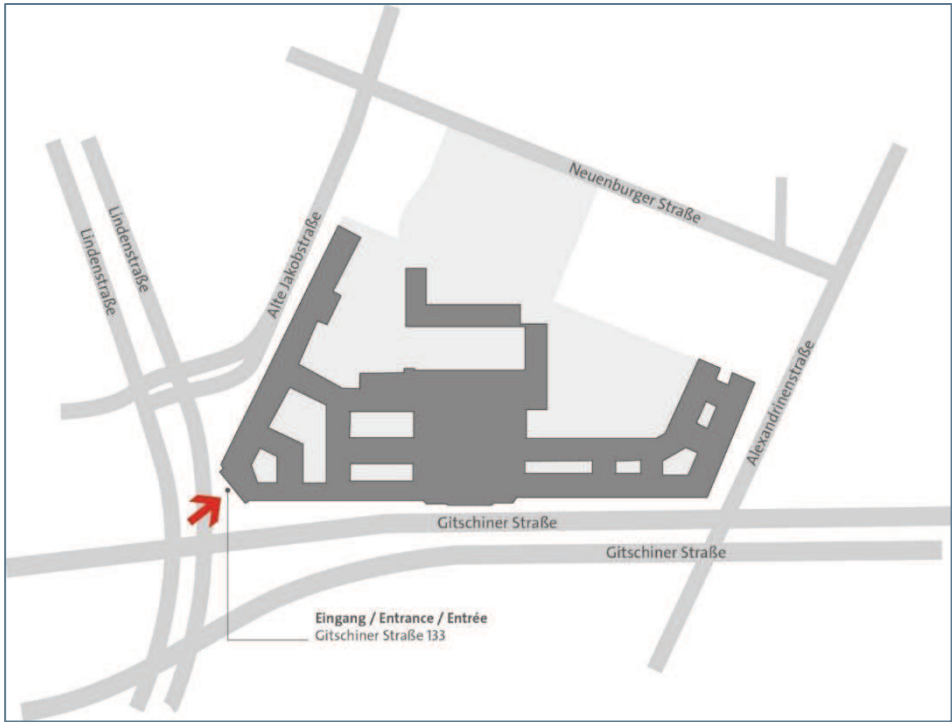 Neuenburger Straße
Lindenstraße
Lindenstraße
Alte Jakobstraße
Alexandrinenstraße
Gitschiner Straße
Gitschiner Straße
Eingang / Entrance / Entrée
Gitschiner Straße 133